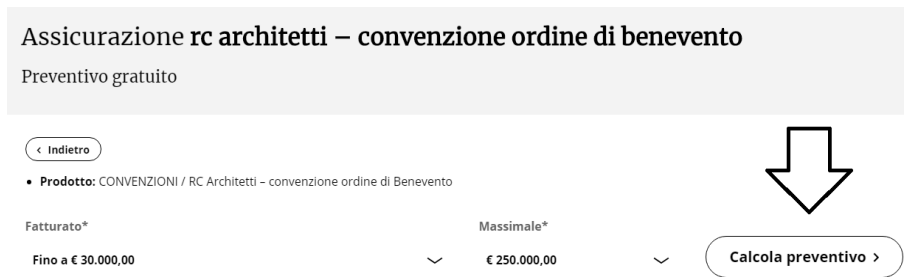 Assicurazione rc architetti – convenzione ordine di benevento
Preventivo gratuito
‹ Indietro
• Prodotto: CONVENZIONI / RC Architetti – convenzione ordine di Benevento
Fatturato* Massimale*
Fino a € 30.000,00 € 250.000,00 Calcola preventivo ›